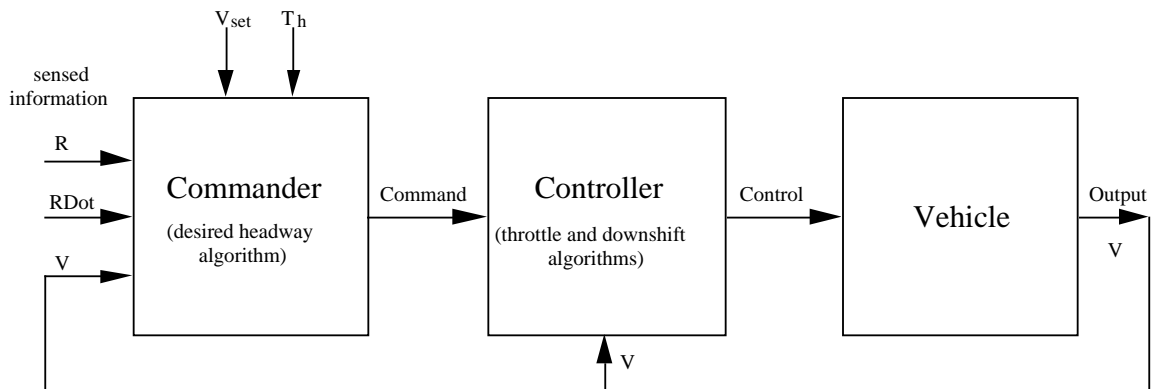 Vset
Th
sensed
information
R
RDot
V
Commander
(desired headway
algorithm)
Command
Controller
(throttle and downshift
algorithms)
Control
Vehicle
Output
V
V